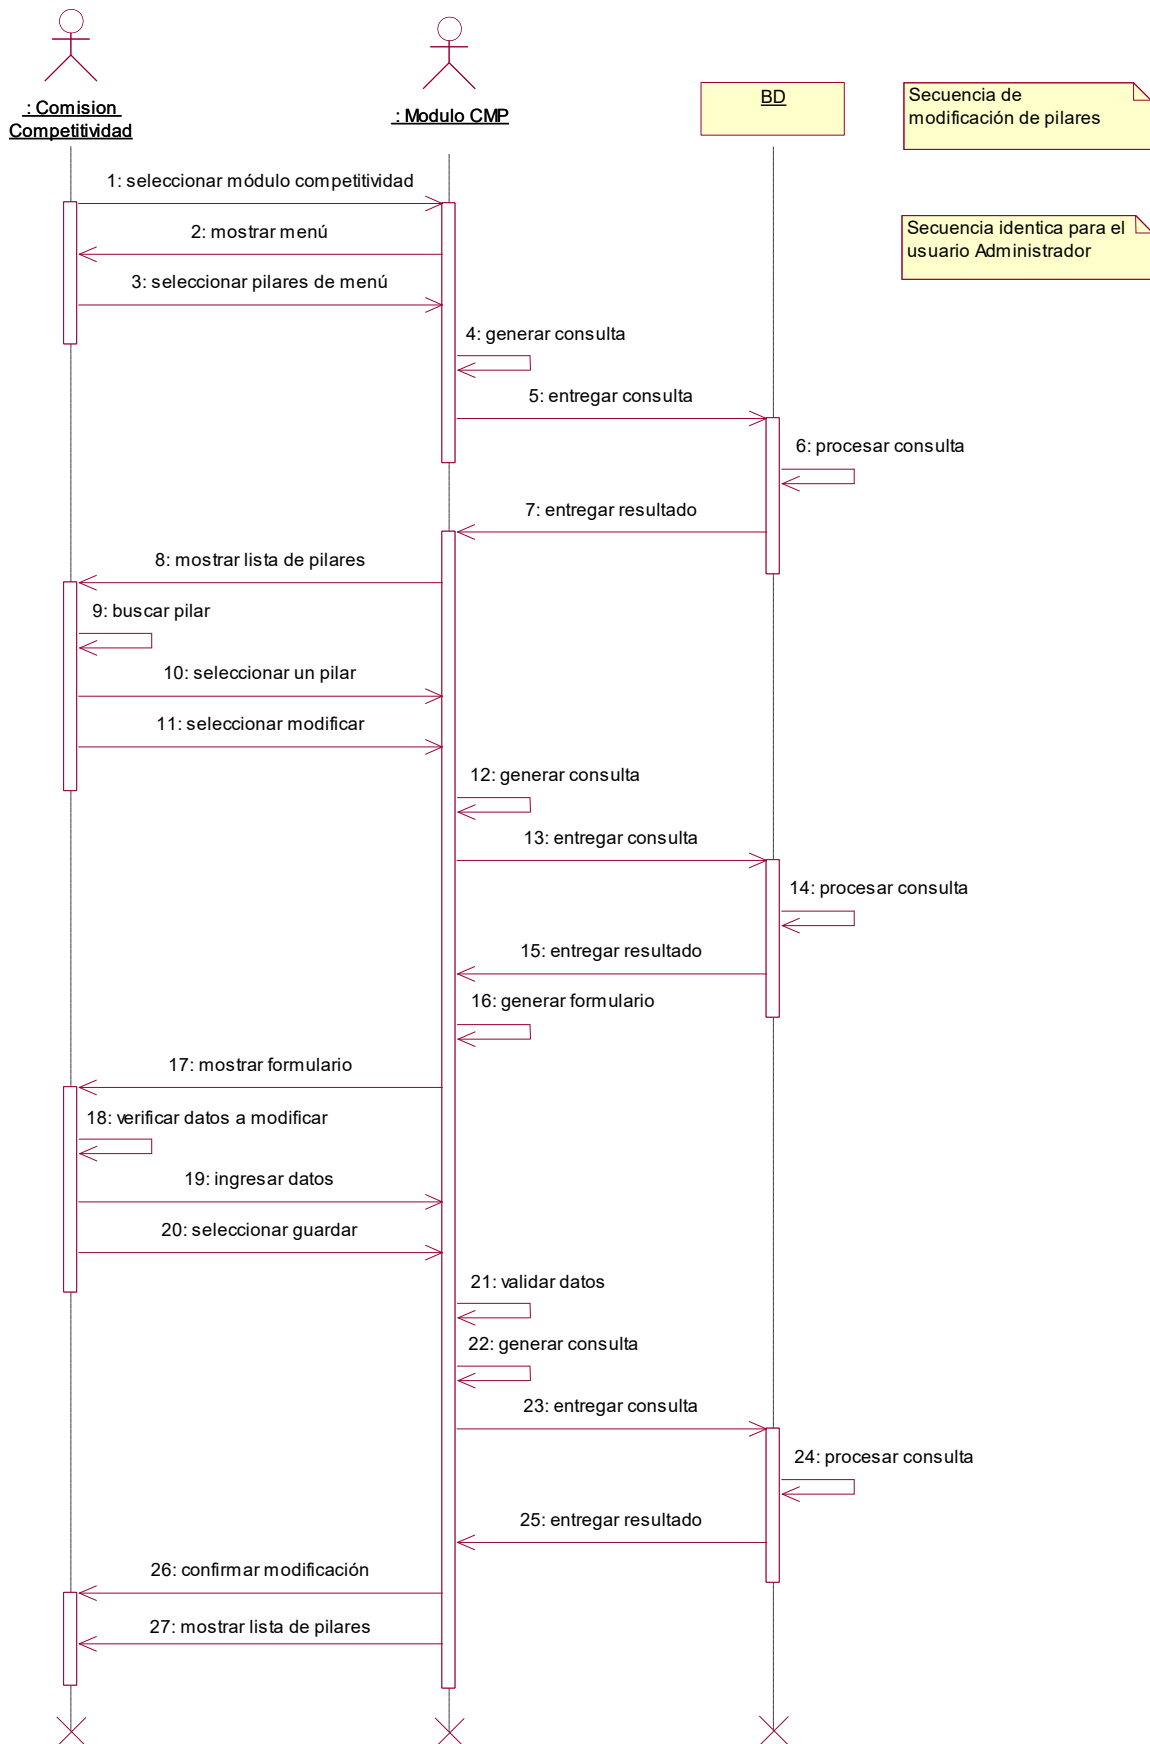 : Comision
Competitividad
: Modulo CMP
BD
Secuencia de
modificación de pilares
Secuencia identica para el
usuario Administrador
1: seleccionar módulo competitividad
2: mostrar menú
3: seleccionar pilares de menú
4: generar consulta
5: entregar consulta
6: procesar consulta
7: entregar resultado
8: mostrar lista de pilares
9: buscar pilar
10: seleccionar un pilar
11: seleccionar modificar
12: generar consulta
13: entregar consulta
14: procesar consulta
15: entregar resultado
16: generar formulario
17: mostrar formulario
18: verificar datos a modificar
19: ingresar datos
20: seleccionar guardar
21: validar datos
22: generar consulta
23: entregar consulta
24: procesar consulta
25: entregar resultado
26: confirmar modificación
27: mostrar lista de pilares